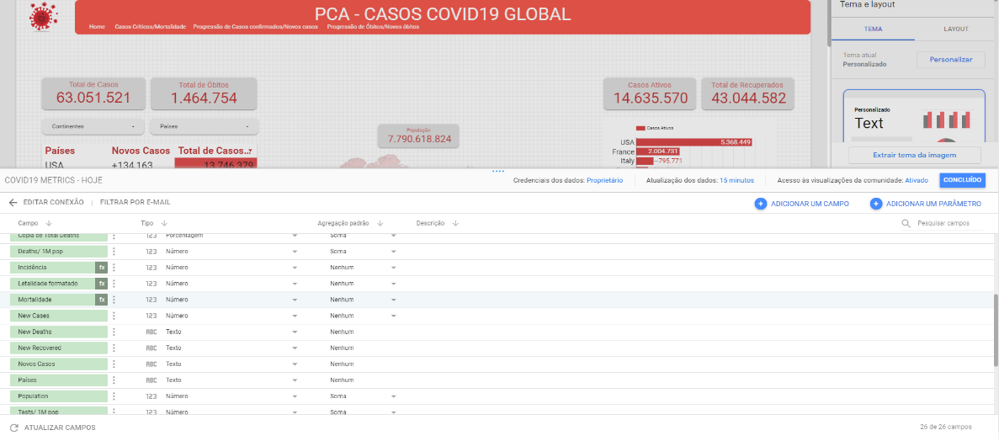 Tema e layout
PCA - CASOS COVID19 GLOBAL
Home Casos Críticos/Mortalidade Progressão de Casos confirmados/Novos casos Progressão de Óbitos/Novos óbitos
TEMA LAYOUT
Tema atual
Personalizado
Personalizar
Total de Casos
63.051.521
Total de Óbitos
1.464.754
Casos Ativos
14.635.570
Total de Recuperados
43.044.582
Personalizado
Text
Continentes
Países
População
7.790.618.824
Casos Ativos
USA 5.368.449
France 2.004.731
Italy 795.771
Países Novos Casos Total de Casos...
USA +134.163 13.746.379
Extrair tema da imagem
COVID19 METRICS - HOJE
Credenciais dos dados: Proprietário
Atualização dos dados: 15 minutos
Acesso às visualizações da comunidade: Ativado
CONCLUÍDO
EDITAR CONEXÃO | FILTRAR POR E-MAIL
ADICIONAR UM CAMPO
ADICIONAR UM PARÂMETRO
Campo Tipo Agregação padrão Descrição
Pesquisar campos
Cópia de Total Deaths 123 Porcentagem Soma
Deaths/ 1M pop 123 Número Soma
Incidência fx 123 Número Nenhum
Letalidade formatado fx 123 Número Nenhum
Mortalidade fx 123 Número Nenhum
New Cases 123 Número Nenhum
New Deaths ABC Texto Nenhum
New Recovered ABC Texto Nenhum
Novos Casos ABC Texto Nenhum
Países ABC Texto Nenhum
Population 123 Número Soma
Tests/ 1M pop 123 Número Soma
ATUALIZAR CAMPOS
26 de 26 campos